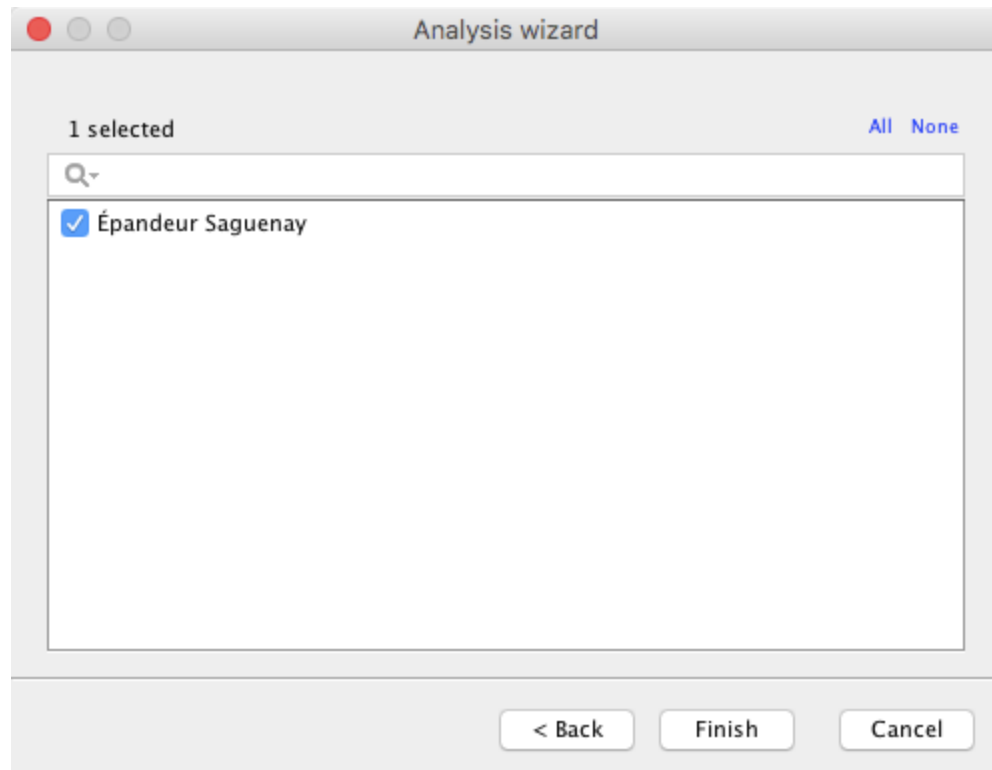 Analysis wizard
1 selected
All None
Épandeur Saguenay
< Back Finish Cancel